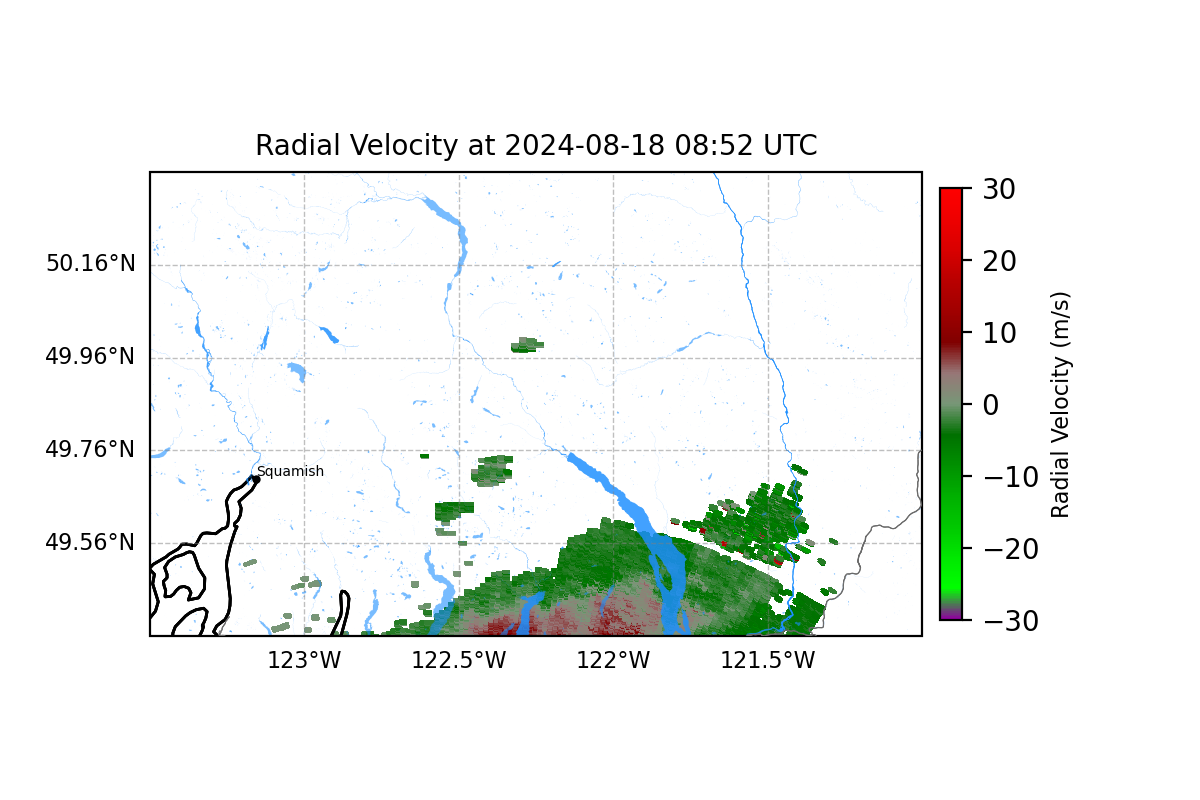 Radial Velocity at 2024-08-18 08:52 UTC
50.16°N
49.96°N
49.76°N
49.56°N
Squamish
123°W
122.5°W
122°W
121.5°W
30
20
10
0
−10
−20
−30
Radial Velocity (m/s)